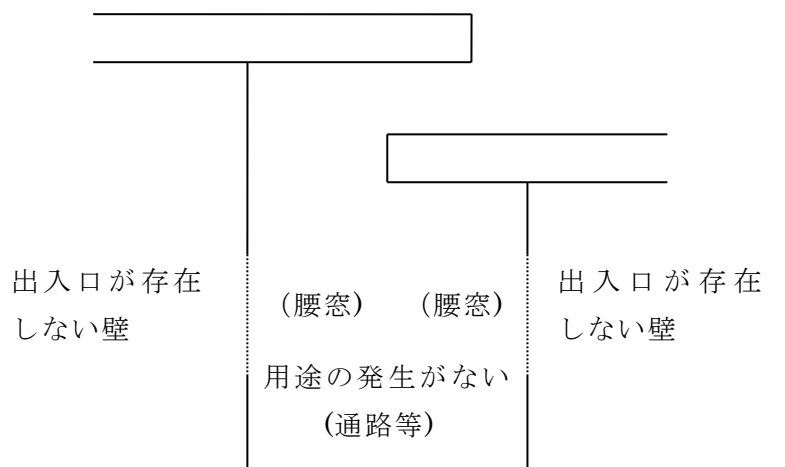 出入口が存在
しない壁
(腰窓)
(腰窓)
用途の発生がない
(通路等)
出入口が存在
しない壁